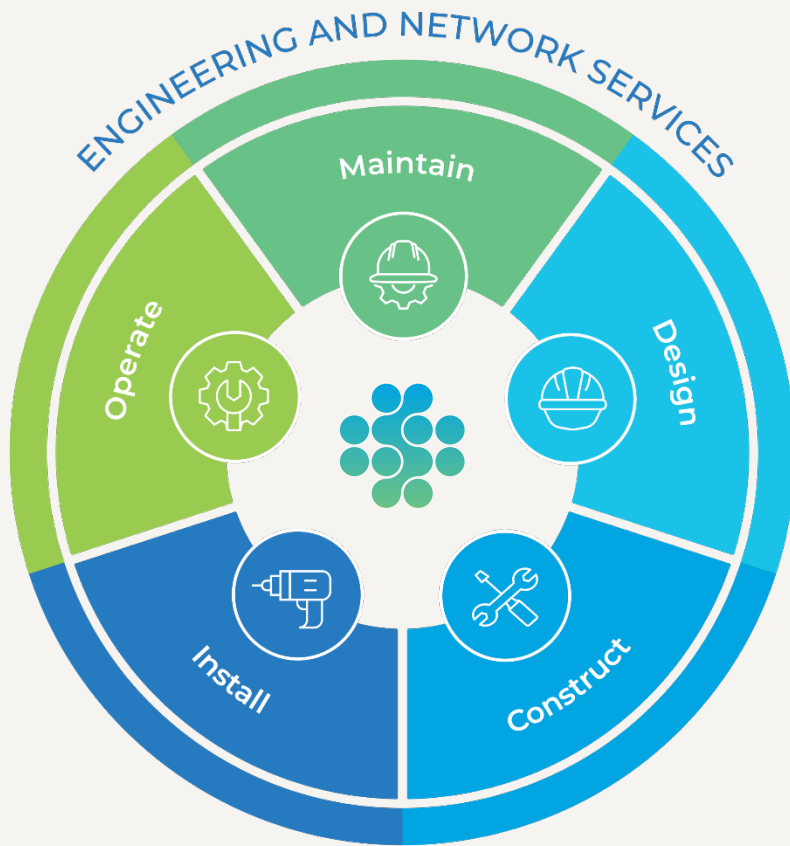 ENGINEERING AND NETWORK SERVICES
Maintain
Design
Construct
Install
Operate